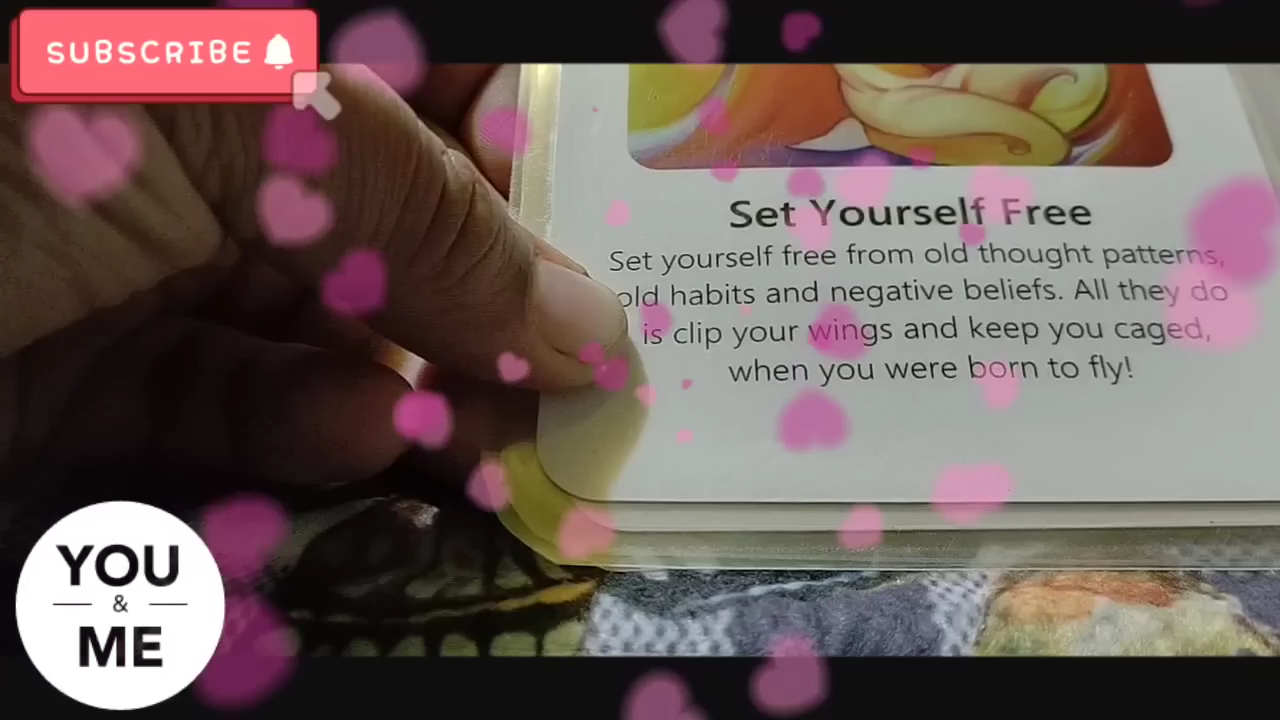 SUBSCRIBE
Set Yourself Free
Set yourself free from old thought patterns,
old habits and negative beliefs. All they do
is clip your wings and keep you caged,
when you were born to fly!
YOU
&
ME